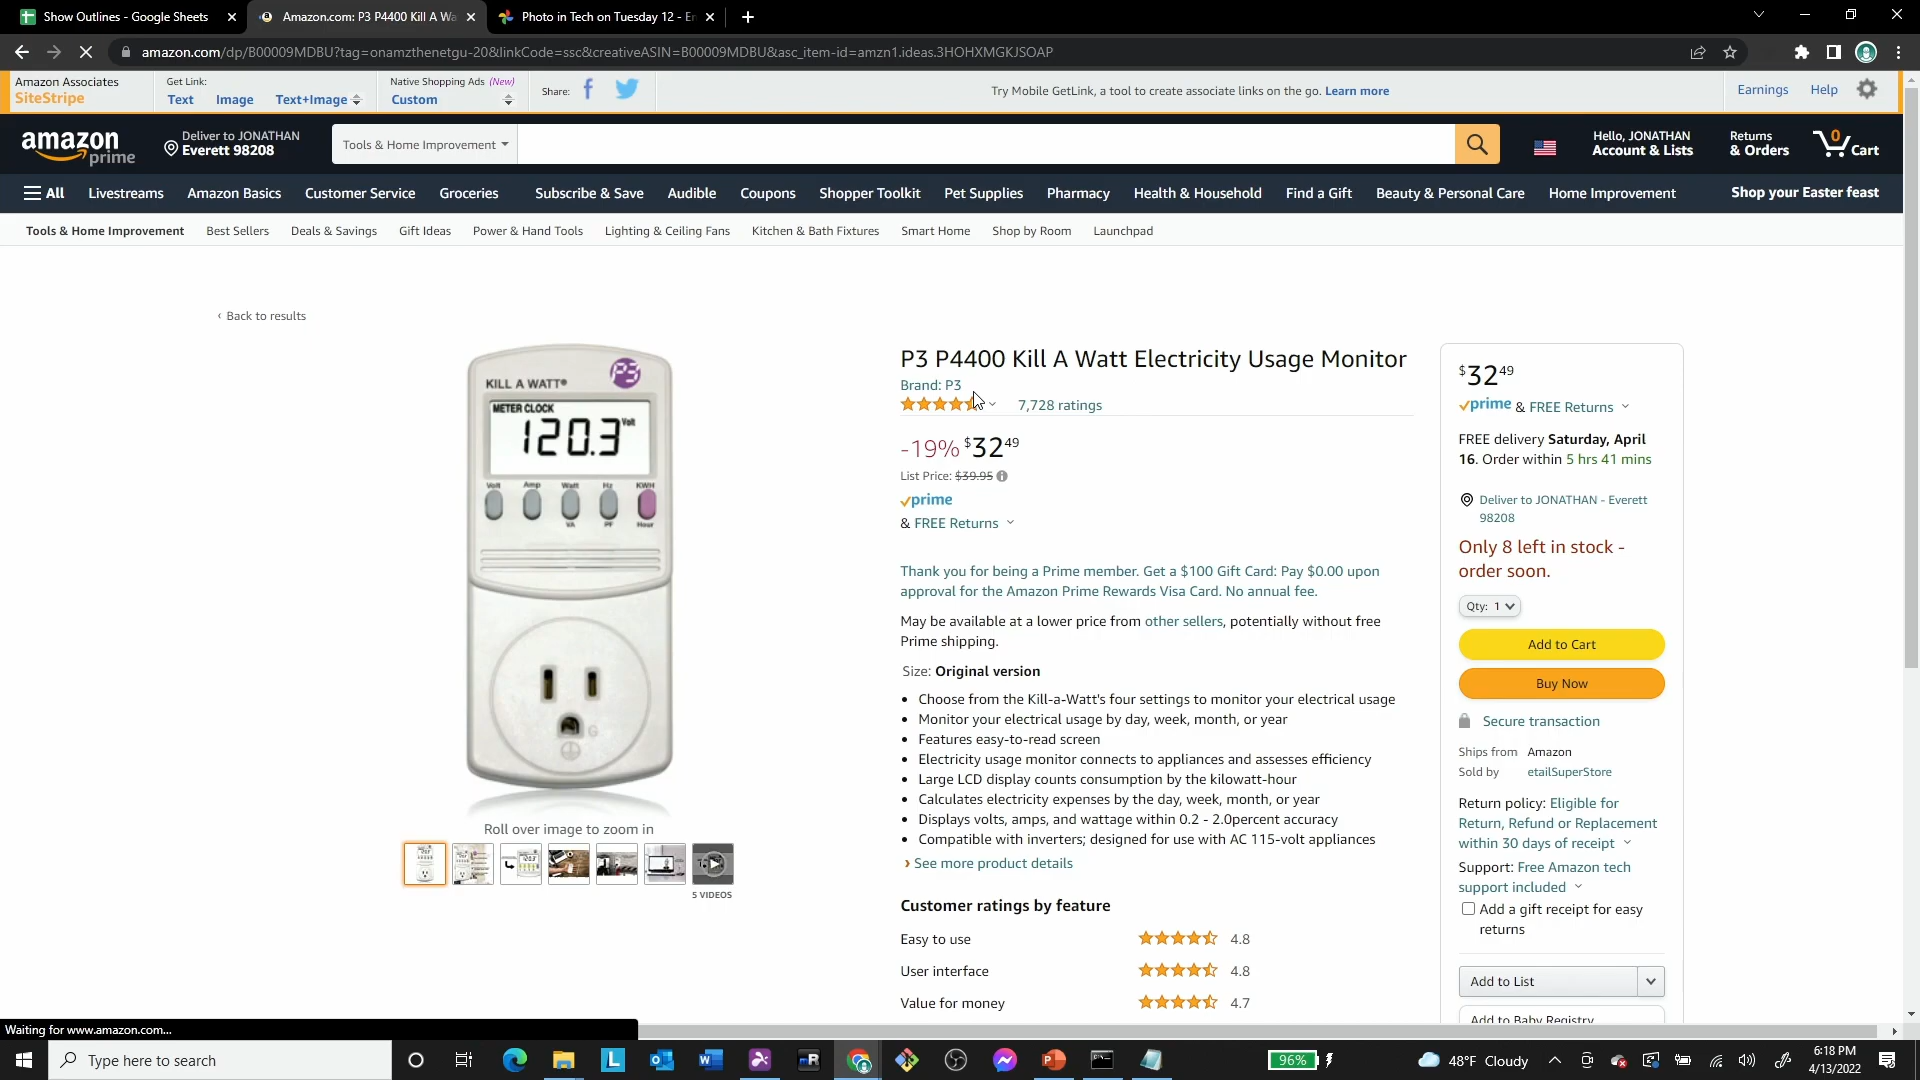 Show Outlines - Google Sheets
Amazon.com: P3 P4400 Kill A Wa
Photo in Tech on Tuesday 12 - E
amazon.com/dp/B00009MDBU?tag=onamzthenetgu-20&linkCode=ssc&creativeASIN=B00009MDBU&asc_item-id=amzn1.ideas.3HOHXMGKJSOAP
Amazon Associates
SiteStripe
Get Link:
Text Image Text+Image
Native Shopping Ads (New)
Custom
Share:
Try Mobile GetLink, a tool to create associate links on the go. Learn more
Earnings Help
amazon prime
Deliver to JONATHAN
Everett 98208
Tools & Home Improvement
Hello, JONATHAN
Account & Lists
Returns
& Orders
0
Cart
All Livestreams Amazon Basics Customer Service Groceries Subscribe & Save Audible Coupons Shopper Toolkit Pet Supplies Pharmacy Health & Household Find a Gift Beauty & Personal Care Home Improvement Shop your Easter feast
Tools & Home Improvement Best Sellers Deals & Savings Gift Ideas Power & Hand Tools Lighting & Ceiling Fans Kitchen & Bath Fixtures Smart Home Shop by Room Launchpad
‹ Back to results
KILL A WATT®
P3
METER CLOCK
120.3 Volt
Volt Amp Watt Hz KWH
VA PF Hour
G
Roll over image to zoom in
5 VIDEOS
P3 P4400 Kill A Watt Electricity Usage Monitor
Brand: P3
7,728 ratings
-19% $32 49
List Price: $39.95
prime
& FREE Returns
Thank you for being a Prime member. Get a $100 Gift Card: Pay $0.00 upon
approval for the Amazon Prime Rewards Visa Card. No annual fee.
May be available at a lower price from other sellers, potentially without free
Prime shipping.
Size: Original version
• Choose from the Kill-a-Watt's four settings to monitor your electrical usage
• Monitor your electrical usage by day, week, month, or year
• Features easy-to-read screen
• Electricity usage monitor connects to appliances and assesses efficiency
• Large LCD display counts consumption by the kilowatt-hour
• Calculates electricity expenses by the day, week, month, or year
• Displays volts, amps, and wattage within 0.2 - 2.0percent accuracy
• Compatible with inverters; designed for use with AC 115-volt appliances
› See more product details
Customer ratings by feature
Easy to use 4.8
User interface 4.8
Value for money 4.7
$32 49
prime & FREE Returns
FREE delivery Saturday, April
16. Order within 5 hrs 41 mins
Deliver to JONATHAN - Everett
98208
Only 8 left in stock -
order soon.
Qty: 1
Add to Cart
Buy Now
Secure transaction
Ships from Amazon
Sold by etailSuperStore
Return policy: Eligible for
Return, Refund or Replacement
within 30 days of receipt
Support: Free Amazon tech
support included
Add a gift receipt for easy
returns
Add to List
Add to Baby Registry
Waiting for www.amazon.com...
Type here to search
96%
48°F Cloudy
6:18 PM
4/13/2022